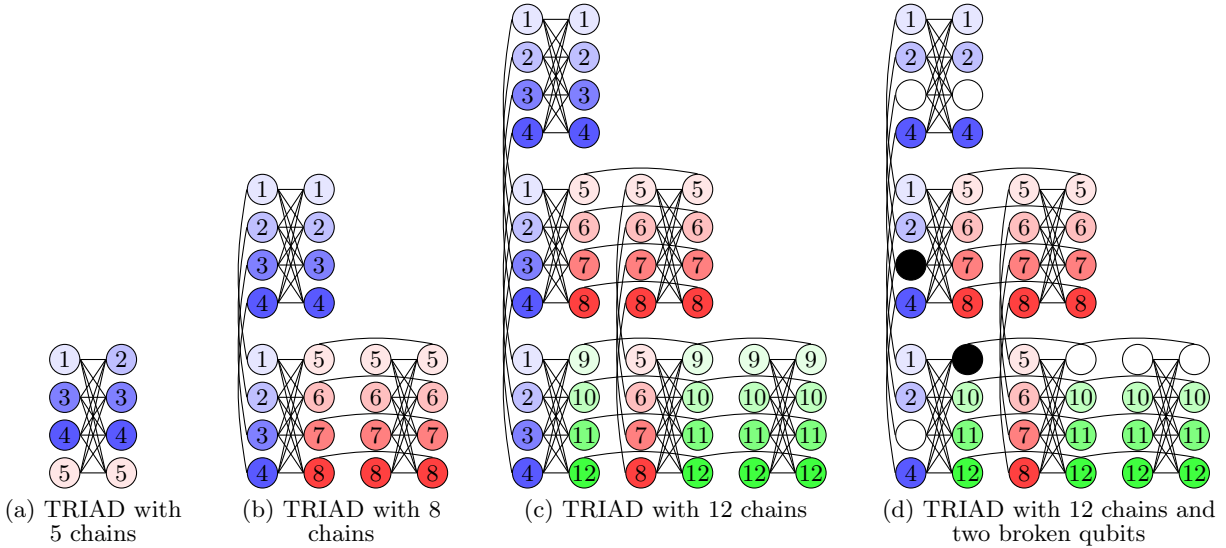 1 2
3 3
4 4
5 5
(a) TRIAD with
5 chains
1 1
2 2
3 3
4 4
1 5 5 5
2 6 6 6
3 7 7 7
4 8 8 8
(b) TRIAD with 8
chains
1 1
2 2
3 3
4 4
1 5 5 5
2 6 6 6
3 7 7 7
4 8 8 8
1 9 5 9 9 9
2 10 6 10 10 10
3 11 7 11 11 11
4 12 8 12 12 12
(c) TRIAD with 12 chains
1 1
2 2
4 4
1 5 5 5
2 6 6 6
7 7 7
4 8 8 8
1 5
2 10 6 10 10 10
11 7 11 11 11
4 12 8 12 12 12
(d) TRIAD with 12 chains and
two broken qubits